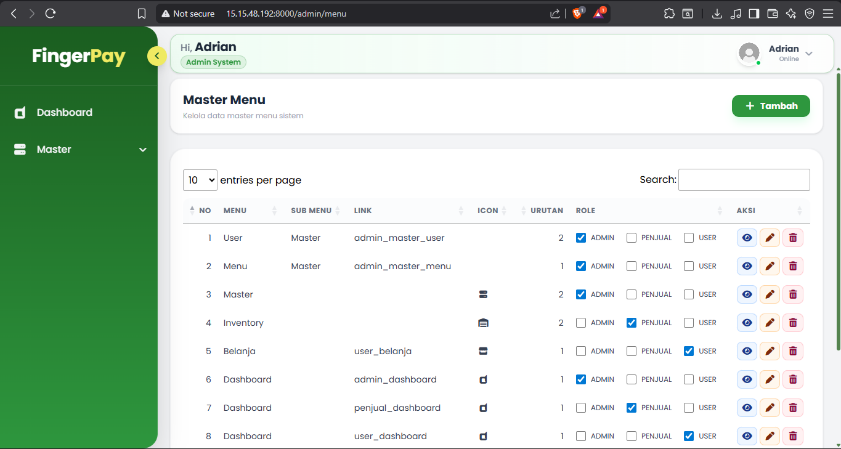 Not secure 15.15.48.192:8000/admin/menu
FingerPay
Dashboard
Master
Hi, Adrian
Admin System
Adrian
Online
Master Menu
Kelola data master menu sistem
Tambah
10 entries per page
Search:
NO MENU SUB MENU LINK ICON URUTAN ROLE AKSI
1 User Master admin_master_user 2 ADMIN PENJUAL USER
2 Menu Master admin_master_menu 1 ADMIN PENJUAL USER
3 Master 2 ADMIN PENJUAL USER
4 Inventory 2 ADMIN PENJUAL USER
5 Belanja user_belanja 1 ADMIN PENJUAL USER
6 Dashboard admin_dashboard 1 ADMIN PENJUAL USER
7 Dashboard penjual_dashboard 1 ADMIN PENJUAL USER
8 Dashboard user_dashboard 1 ADMIN PENJUAL USER